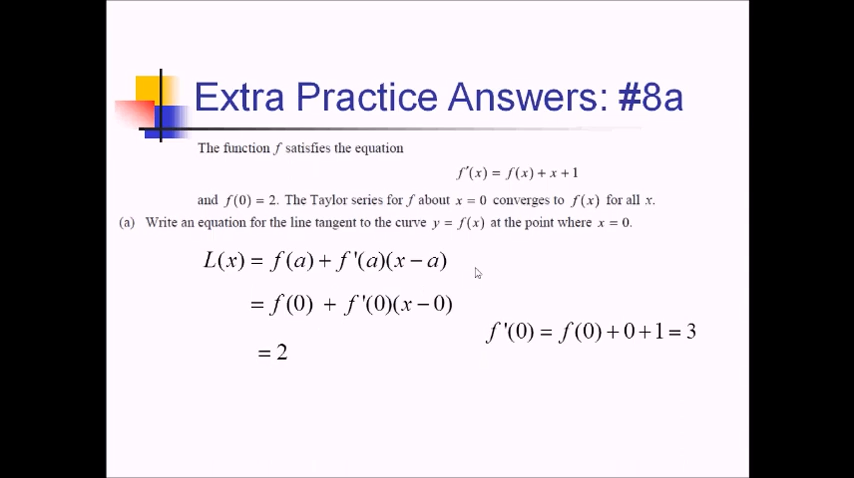 Extra Practice Answers: #8a
The function f satisfies the equation
f′(x) = f(x) + x + 1
and f(0) = 2. The Taylor series for f about x = 0 converges to f(x) for all x.
(a) Write an equation for the line tangent to the curve y = f(x) at the point where x = 0.
L(x) = f(a) + f '(a)(x − a)
= f(0) + f '(0)(x − 0)
f '(0) = f(0) + 0 + 1 = 3
= 2